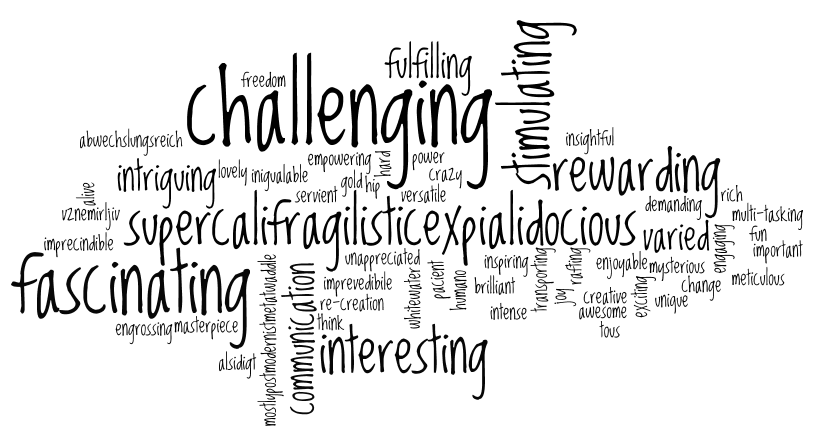 stimulating
fulfilling
freedom
challenging
abwechslungsreich
insightful
intriguing
lovely
inigualable
empowering
hard
power
crazy
rewarding
gold
hip
servient
versatile
alive
vznemirljiv
imprecindible
supercalifragilisticexpialidocious
varied
demanding
rich
multi-tasking
fun
important
engaging
fascinating
mostlypostmodernistmetatwaddle
communication
unappreciated
imprevedibile
re-creation
think
whitewater
pacient
humano
inspiring
brilliant
intense
transporting
joy
rafting
enjoyable
mysterious
creative
awesome
tous
exciting
unique
change
meticulous
engrossing
masterpiece
alsidigt
interesting